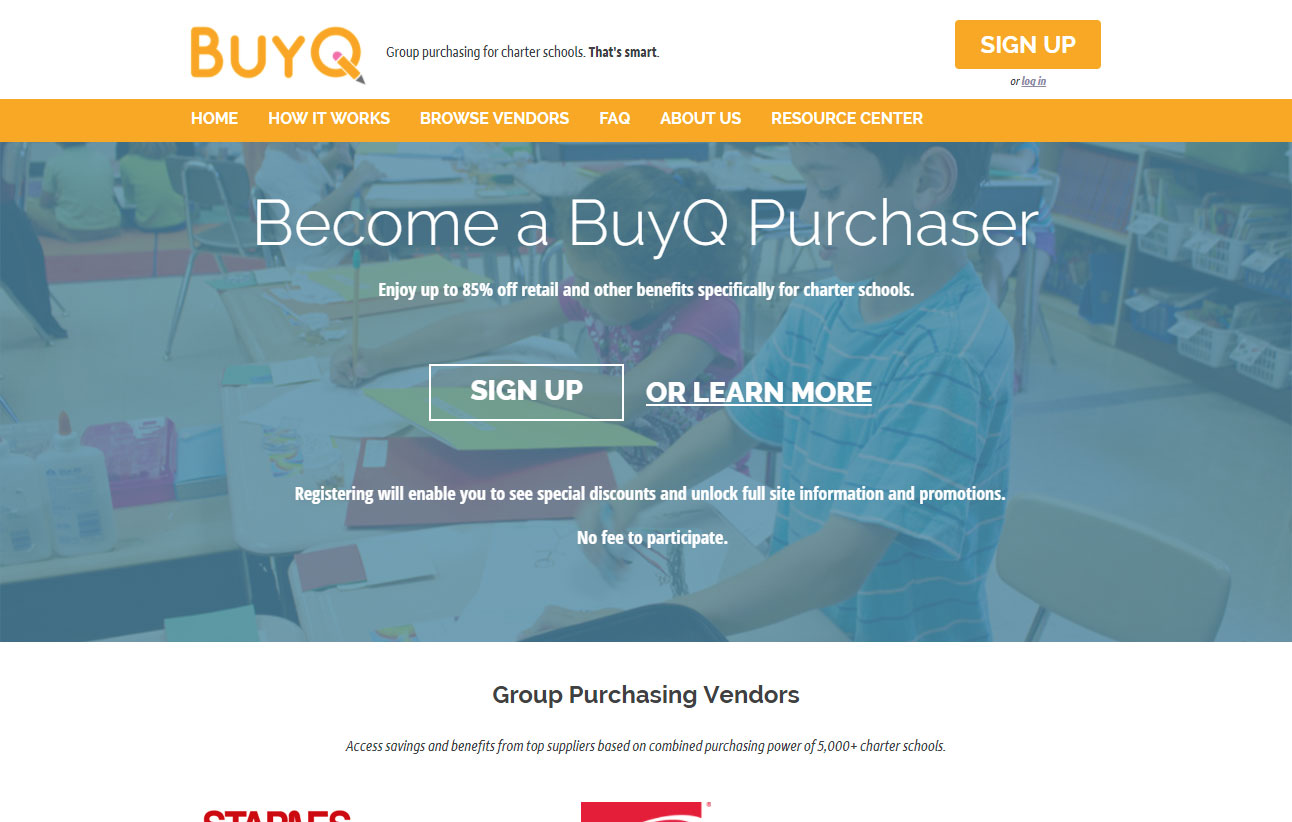 BUYQ
Group purchasing for charter schools. That's smart.
SIGN UP
or log in
HOME HOW IT WORKS BROWSE VENDORS FAQ ABOUT US RESOURCE CENTER
Become a BuyQ Purchaser
Enjoy up to 85% off retail and other benefits specifically for charter schools.
SIGN UP OR LEARN MORE
Registering will enable you to see special discounts and unlock full site information and promotions.
No fee to participate.
Group Purchasing Vendors
Access savings and benefits from top suppliers based on combined purchasing power of 5,000+ charter schools.
STAPLES
®